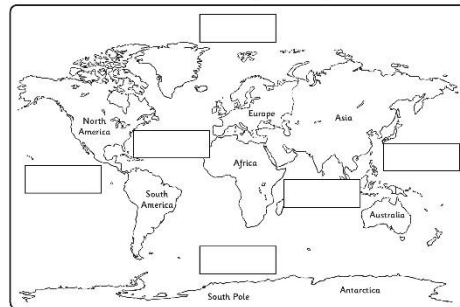 North
America
Europe
Asia
Africa
South
America
Australia
South Pole
Antarctica